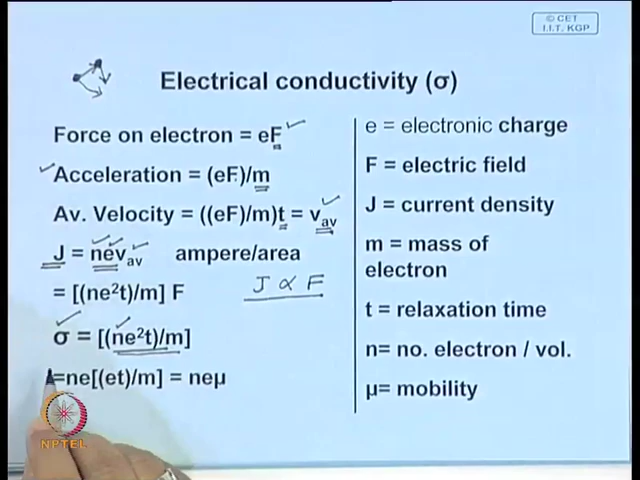 © CET
I.I.T. KGP
Electrical conductivity (σ)
Force on electron = eF
Acceleration = (eF)/m
Av. Velocity = ((eF)/m)t = vav
J = nevav ampere/area
= [(ne²t)/m] F
J ∝ F
σ = [(ne²t)/m]
=ne[(et)/m] = neμ
e = electronic charge
F = electric field
J = current density
m = mass of
electron
t = relaxation time
n= no. electron / vol.
μ= mobility
NPTEL